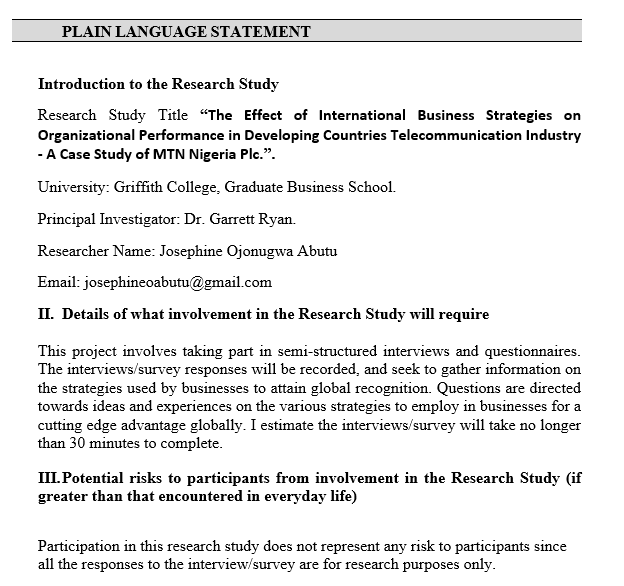 PLAIN LANGUAGE STATEMENT
Introduction to the Research Study
Research Study Title “The Effect of International Business Strategies on
Organizational Performance in Developing Countries Telecommunication Industry
- A Case Study of MTN Nigeria Plc.”.
University: Griffith College, Graduate Business School.
Principal Investigator: Dr. Garrett Ryan.
Researcher Name: Josephine Ojonugwa Abutu
Email: josephineoabutu@gmail.com
II. Details of what involvement in the Research Study will require
This project involves taking part in semi-structured interviews and questionnaires.
The interviews/survey responses will be recorded, and seek to gather information on
the strategies used by businesses to attain global recognition. Questions are directed
towards ideas and experiences on the various strategies to employ in businesses for a
cutting edge advantage globally. I estimate the interviews/survey will take no longer
than 30 minutes to complete.
III.Potential risks to participants from involvement in the Research Study (if
greater than that encountered in everyday life)
Participation in this research study does not represent any risk to participants since
all the responses to the interview/survey are for research purposes only.